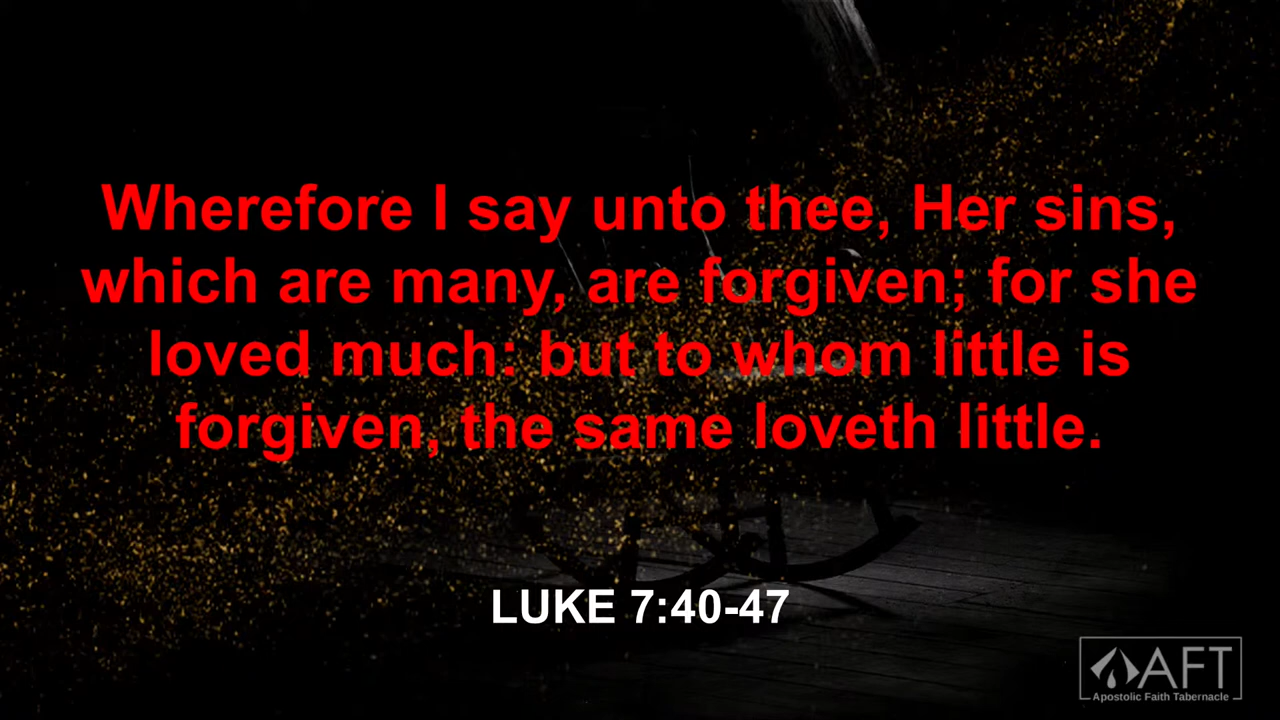 Wherefore I say unto thee, Her sins,
which are many, are forgiven; for she
loved much: but to whom little is
forgiven, the same loveth little.
LUKE 7:40-47
AFT
Apostolic Faith Tabernacle